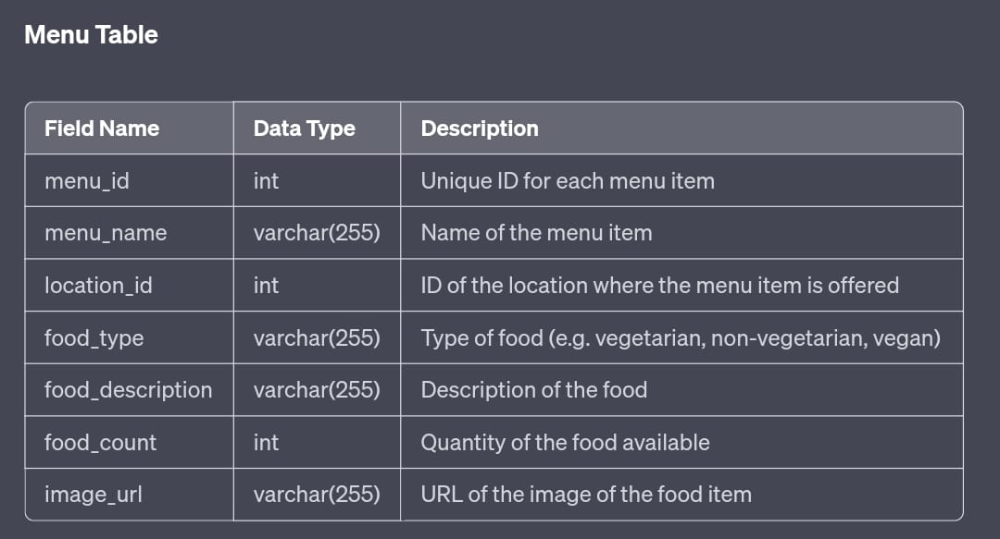 Menu Table
Field Name Data Type Description
menu_id int Unique ID for each menu item
menu_name varchar(255) Name of the menu item
location_id int ID of the location where the menu item is offered
food_type varchar(255) Type of food (e.g. vegetarian, non-vegetarian, vegan)
food_description varchar(255) Description of the food
food_count int Quantity of the food available
image_url varchar(255) URL of the image of the food item